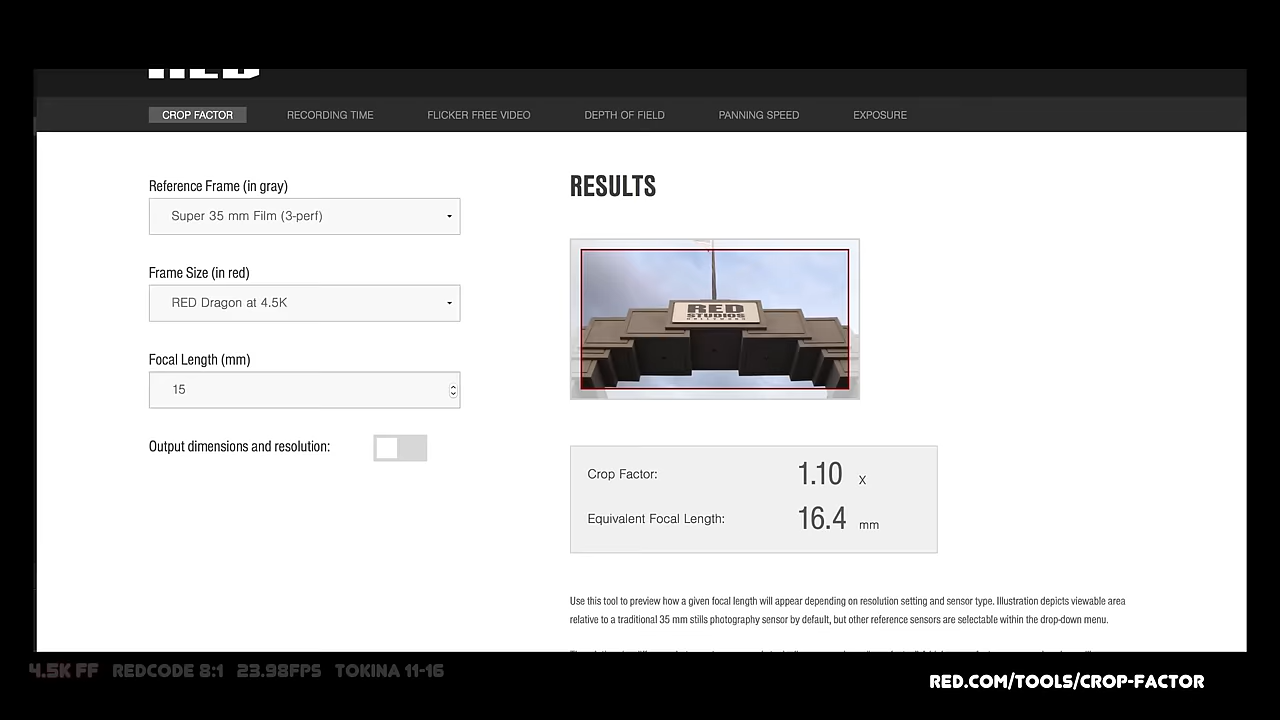 RED
CROP FACTOR
RECORDING TIME
FLICKER FREE VIDEO
DEPTH OF FIELD
PANNING SPEED
EXPOSURE
Reference Frame (in gray)
Super 35 mm Film (3-perf)
Frame Size (in red)
RED Dragon at 4.5K
Focal Length (mm)
15
Output dimensions and resolution:
RESULTS
RED
STUDIOS
HOLLYWOOD
Crop Factor: 1.10 X
Equivalent Focal Length: 16.4 mm
Use this tool to preview how a given focal length will appear depending on resolution setting and sensor type. Illustration depicts viewable area
relative to a traditional 35 mm stills photography sensor by default, but other reference sensors are selectable within the drop-down menu.
4.5K FF REDCODE 8:1 23.98FPS TOKINA 11-16
RED.COM/TOOLS/CROP-FACTOR